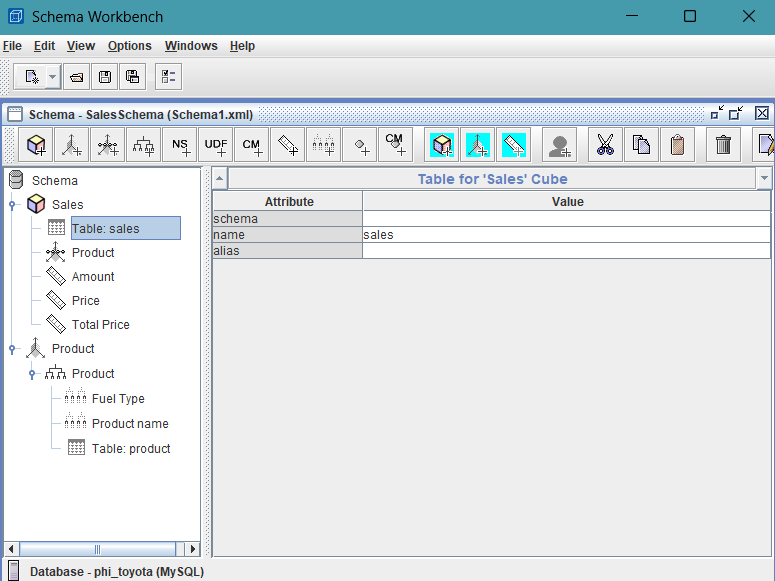 Schema Workbench
File Edit View Options Windows Help
Schema - SalesSchema (Schema1.xml)
NS UDF CM CM
Schema
Sales
Table: sales
Product
Amount
Price
Total Price
Product
Product
Fuel Type
Product name
Table: product
Table for 'Sales' Cube
Attribute Value
schema
name sales
alias
Database - phi_toyota (MySQL)